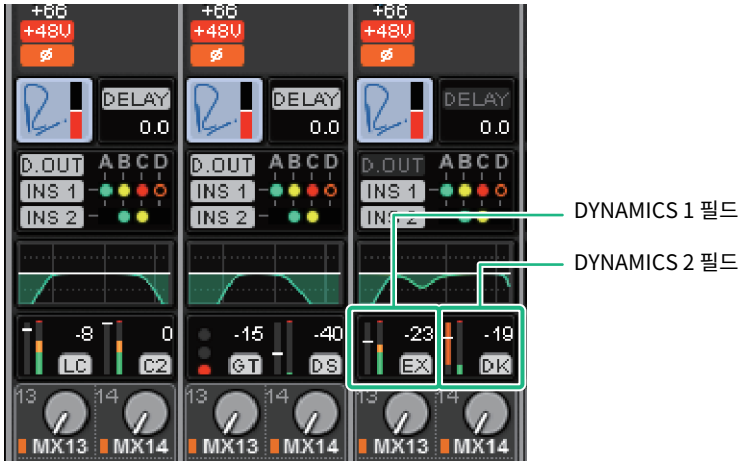 +66 +66 +66
+48V +48V +48V
ø ø ø
DELAY DELAY DELAY
0.0 0.0 0.0
D.OUT A B C D D.OUT A B C D D.OUT A B C D
INS 1 INS 1 INS 1
INS 2 INS 2 INS 2
DYNAMICS 1 필드
DYNAMICS 2 필드
-8 0 -15 -40 -23 -19
LC C2 GT DS EX DK
13 14 13 14 13 14
MX13 MX14 MX13 MX14 MX13 MX14